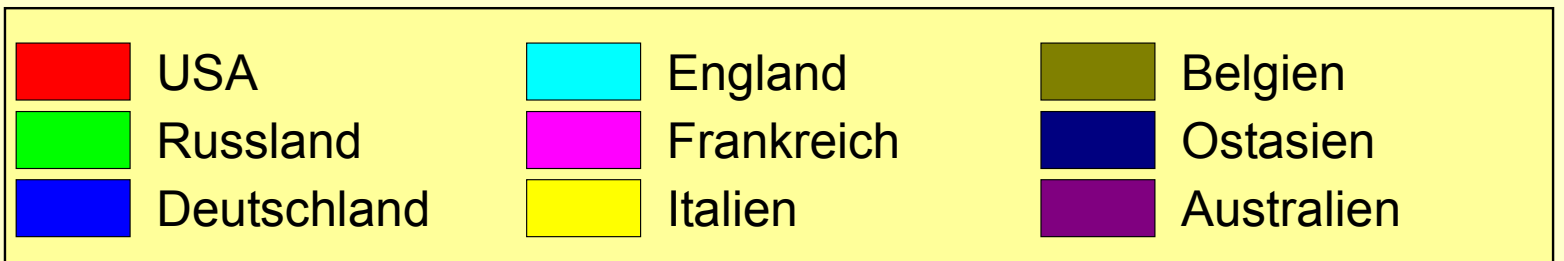 USA England Belgien
Russland Frankreich Ostasien
Deutschland Italien Australien